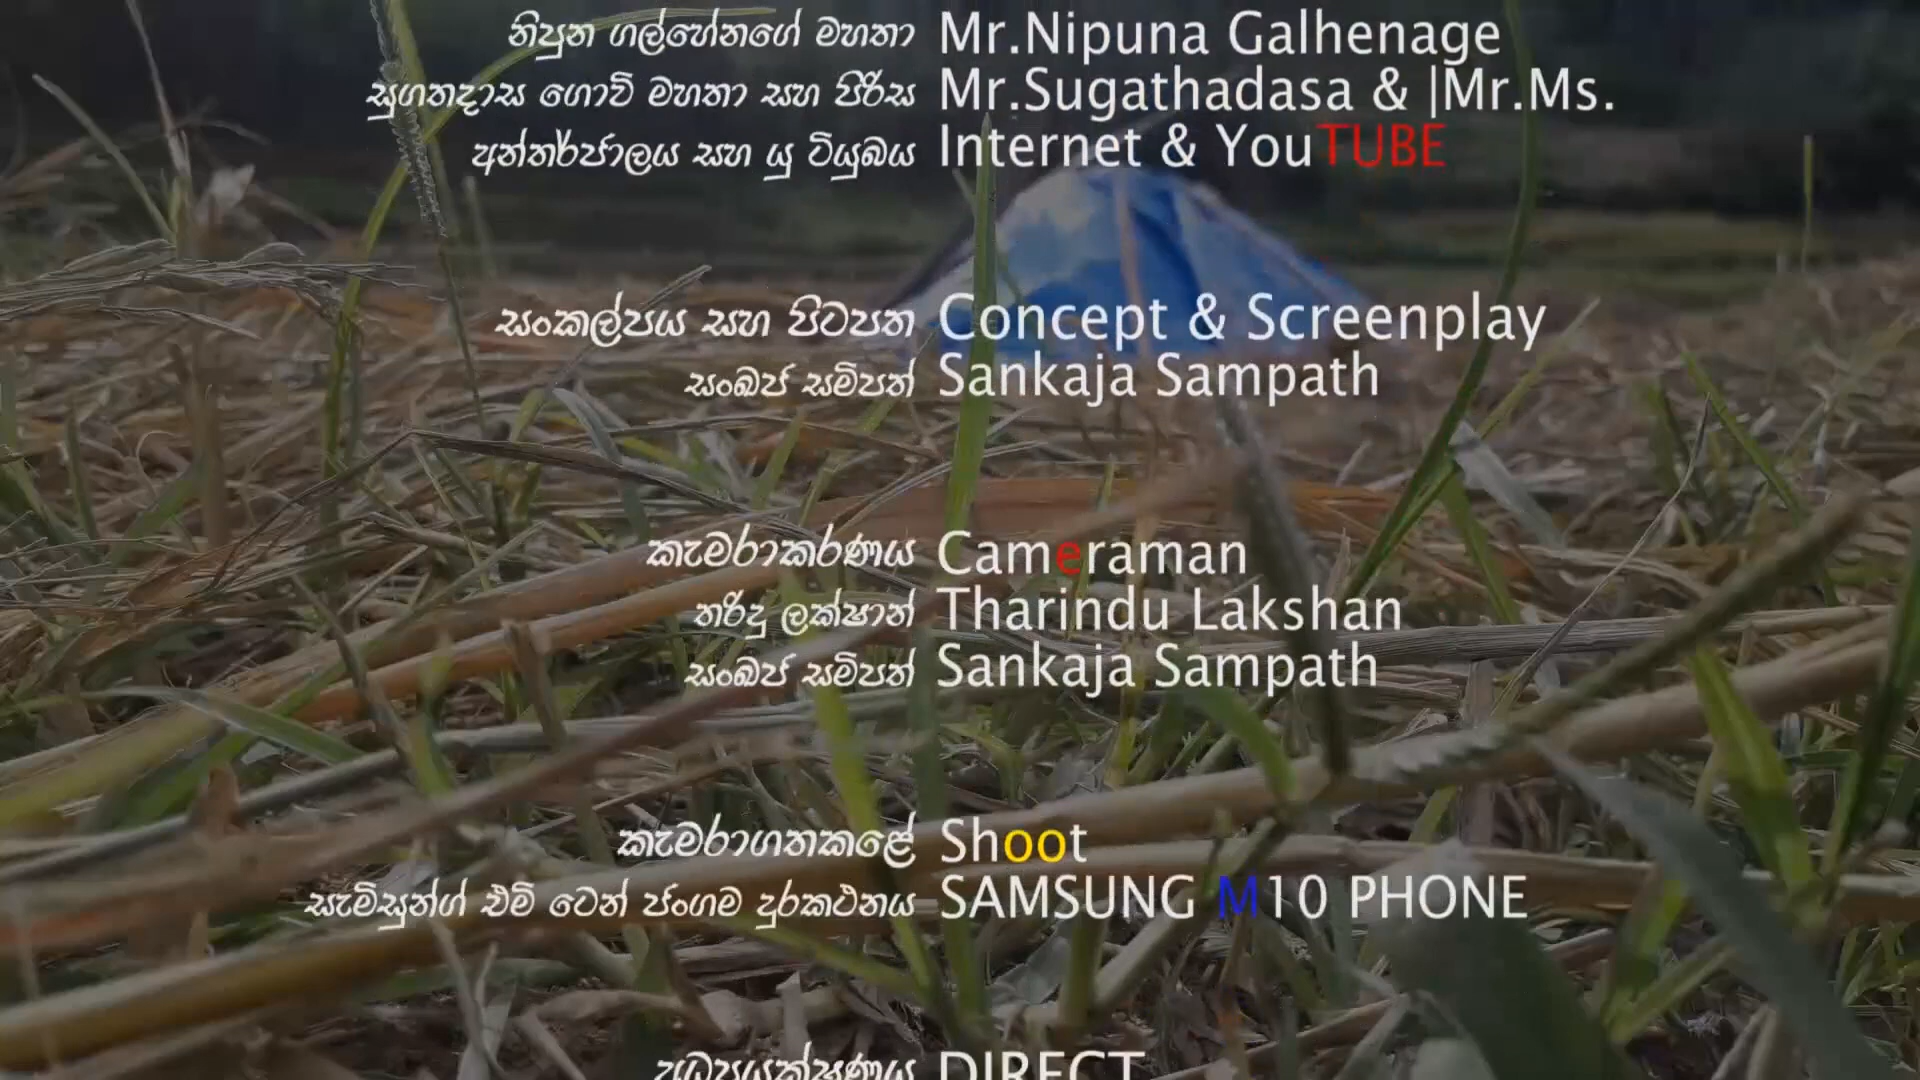 නිපුන ගල්හේනගේ මහතා Mr.Nipuna Galhenage
සුගතදාස ගොවි මහතා සහ පිරිස Mr.Sugathadasa & |Mr.Ms.
අන්තර්ජාලය සහ යු ටියුබය Internet & YouTUBE
සංකල්පය සහ පිටපත Concept & Screenplay
සංඛජ සම්පත් Sankaja Sampath
කැමරාකරණය Cameraman
තරිදු ලක්ෂාන් Tharindu Lakshan
සංඛජ සම්පත් Sankaja Sampath
කැමරාගතකළේ Shoot
සැම්සුන්ග් එම් ටෙන් ජංගම දුරකථනය SAMSUNG M10 PHONE
DIRECT